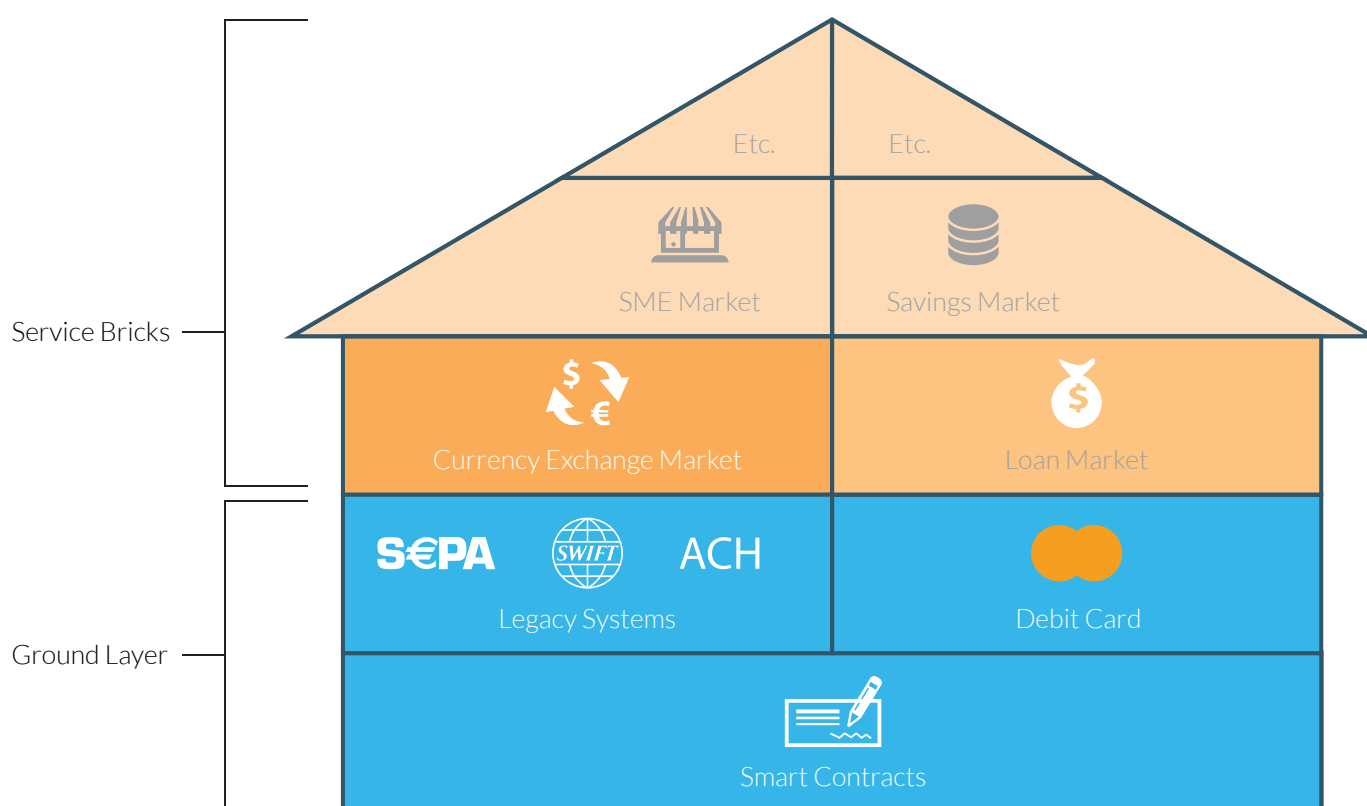 Etc.
Etc.
SME Market
Savings Market
Service Bricks
$
€
$
Currency Exchange Market
Loan Market
S€PA
SWIFT
ACH
Legacy Systems
Debit Card
Ground Layer
Smart Contracts